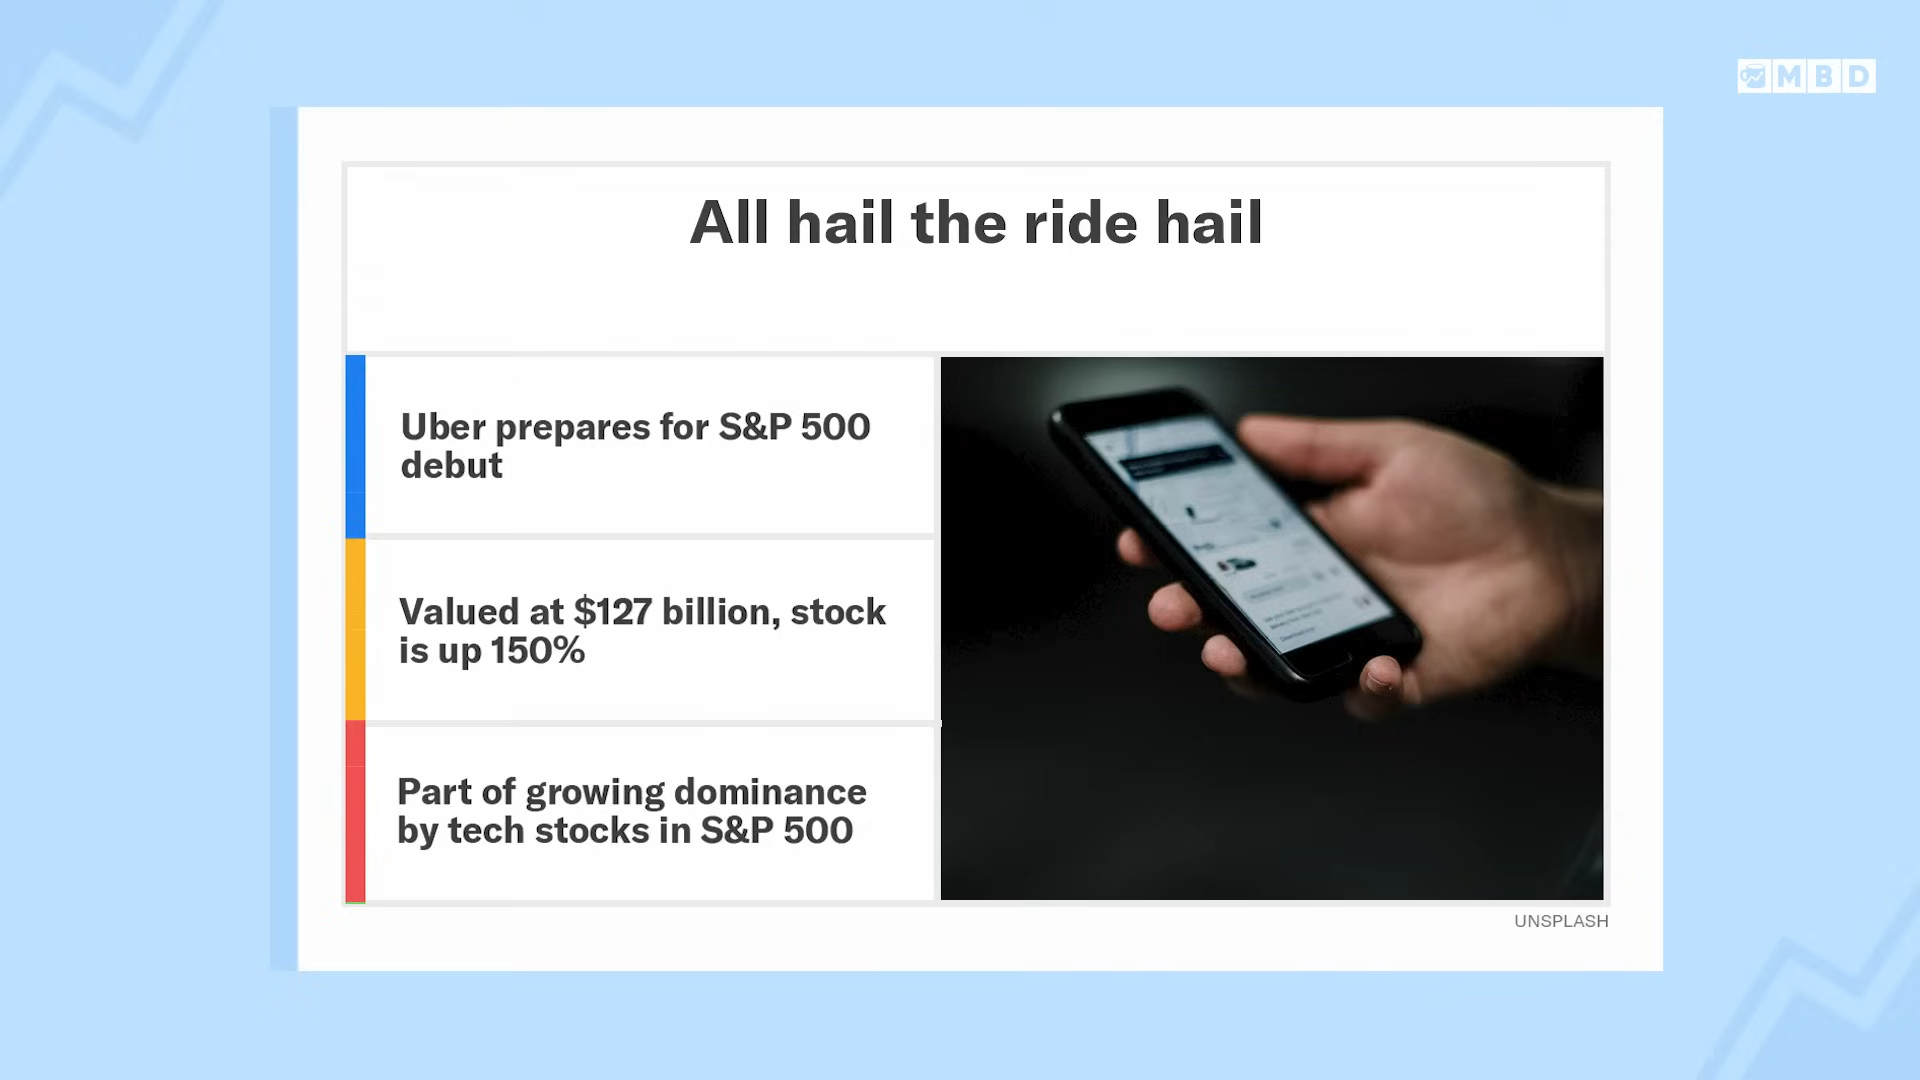 MBD
All hail the ride hail
Uber prepares for S&P 500
debut
Valued at $127 billion, stock
is up 150%
Part of growing dominance
by tech stocks in S&P 500
UNSPLASH